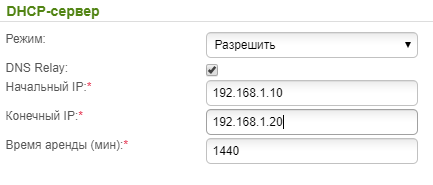 DHCP-сервер
Режим: Разрешить
DNS Relay:
Начальный IP:* 192.168.1.10
Конечный IP:* 192.168.1.20
Время аренды (мин):* 1440